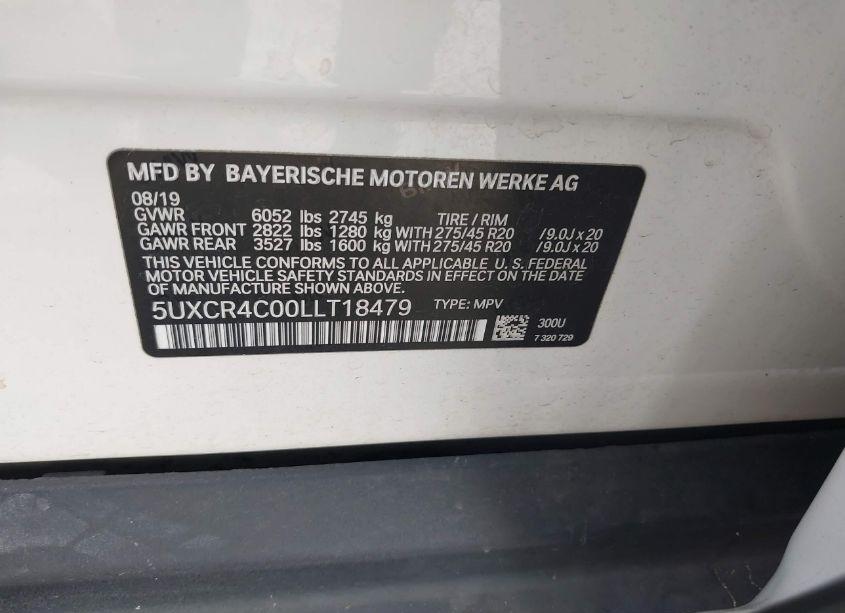 MFD BY BAYERISCHE MOTOREN WERKE AG
08/19
GVWR 6052 lbs 2745 kg TIRE / RIM
GAWR FRONT 2822 lbs 1280 kg WITH 275/45 R20 /9.0J x 20
GAWR REAR 3527 lbs 1600 kg WITH 275/45 R20 /9.0J x 20
THIS VEHICLE CONFORMS TO ALL APPLICABLE U. S. FEDERAL
MOTOR VEHICLE SAFETY STANDARDS IN EFFECT ON THE DATE
OF MANUFACTURE SHOWN ABOVE.
5UXCR4C00LLT18479 TYPE: MPV
300U
7 320 729